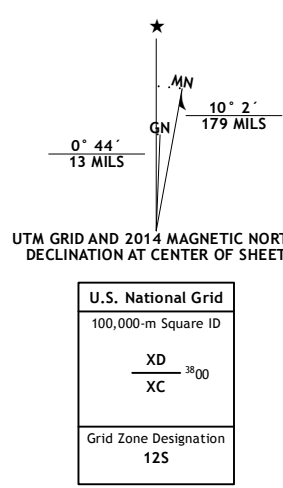 ★
MN
GN
10° 2´
179 MILS
0° 44´
13 MILS
UTM GRID AND 2014 MAGNETIC NORT
DECLINATION AT CENTER OF SHEET
U.S. National Grid
100,000-m Square ID
XD
XC
³⁸00
Grid Zone Designation
12S